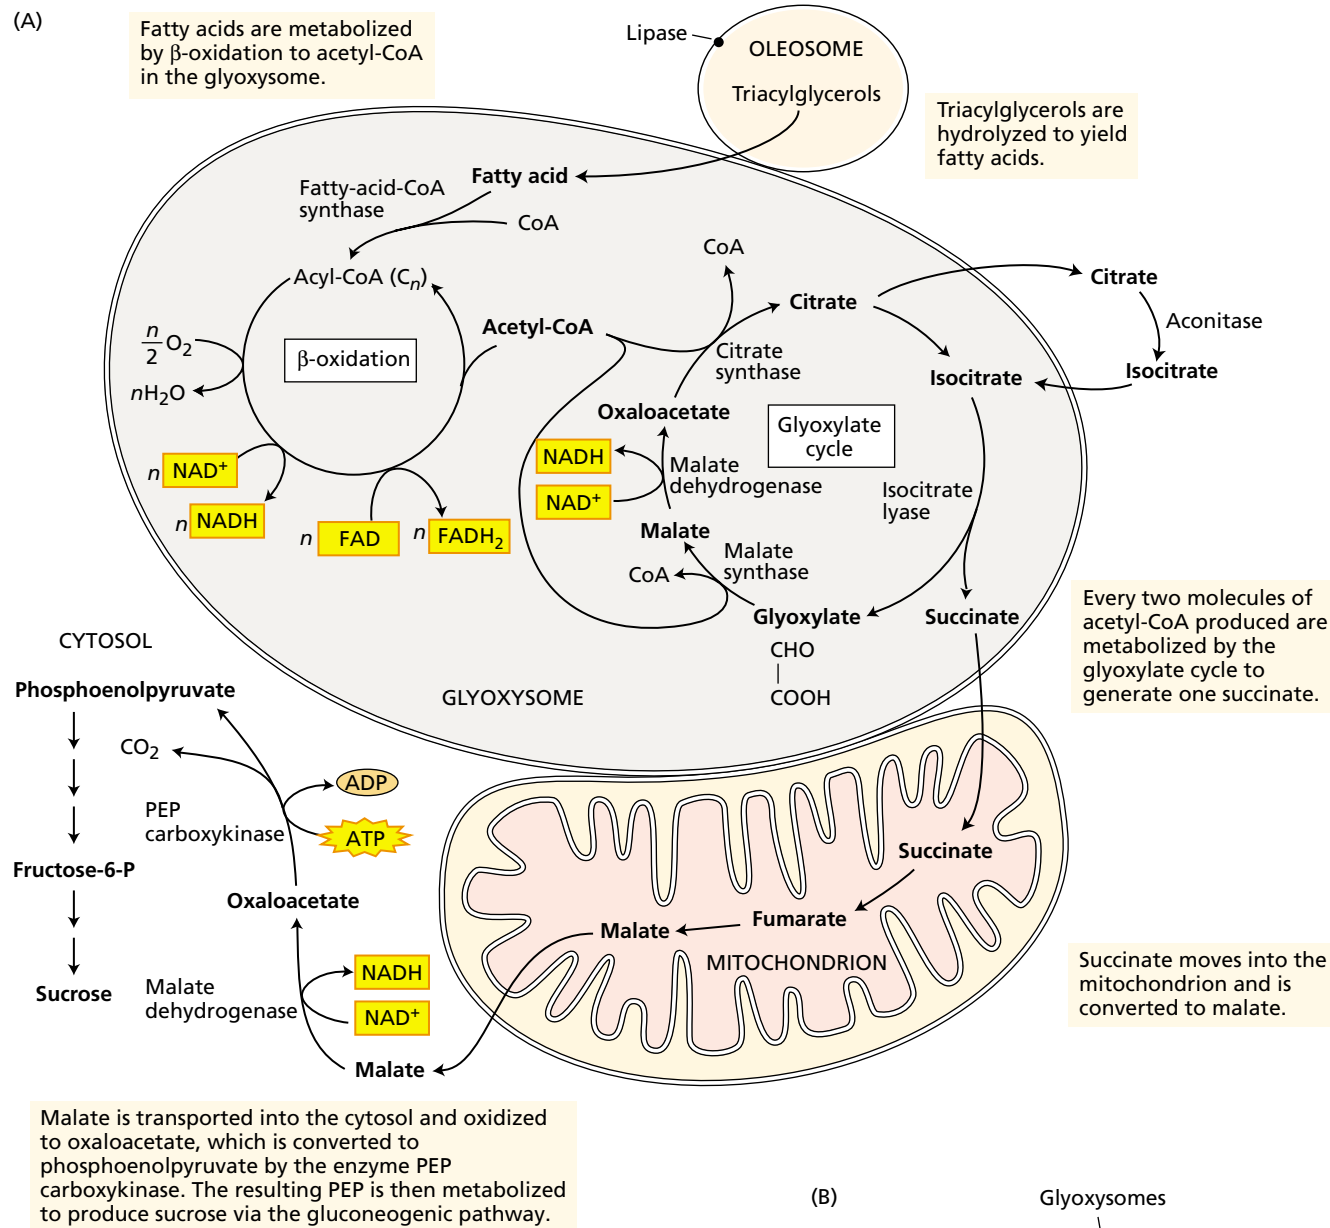 (A)
Fatty acids are metabolized
by β-oxidation to acetyl-CoA
in the glyoxysome.
Lipase
OLEOSOME
Triacylglycerols
Triacylglycerols are
hydrolyzed to yield
fatty acids.
Fatty acid
Fatty-acid-CoA
synthase
CoA
Acyl-CoA (Cn)
n/2 O2
nH2O
β-oxidation
Acetyl-CoA
CoA
Citrate
Citrate
Aconitase
Isocitrate
Isocitrate
Citrate
synthase
Oxaloacetate
Glyoxylate
cycle
n NAD+
n NADH
n FAD
n FADH2
NADH
NAD+
Malate
dehydrogenase
Isocitrate
lyase
Malate
Malate
synthase
CoA
Glyoxylate
CHO
COOH
Succinate
Every two molecules of
acetyl-CoA produced are
metabolized by the
glyoxylate cycle to
generate one succinate.
CYTOSOL
GLYOXYSOME
Phosphoenolpyruvate
CO2
ADP
ATP
PEP
carboxykinase
Fructose-6-P
Oxaloacetate
Sucrose
Malate
dehydrogenase
NADH
NAD+
Malate
Succinate
Fumarate
Malate
MITOCHONDRION
Succinate moves into the
mitochondrion and is
converted to malate.
Malate is transported into the cytosol and oxidized
to oxaloacetate, which is converted to
phosphoenolpyruvate by the enzyme PEP
carboxykinase. The resulting PEP is then metabolized
to produce sucrose via the gluconeogenic pathway.
(B)
Glyoxysomes